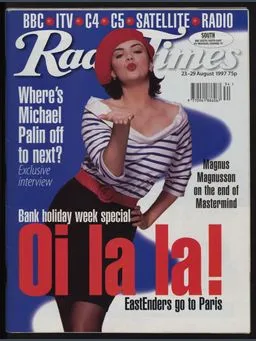 BBC • ITV • C4 • C5 • SATELLITE • RADIO
Radio Times
SOUTH
23-29 August 1997 75p
34
Where's
Michael
Palin off
to next?
Exclusive
interview
Magnus
Magnusson
on the end of
Mastermind
Bank holiday week special
Oi la la!
EastEnders go to Paris